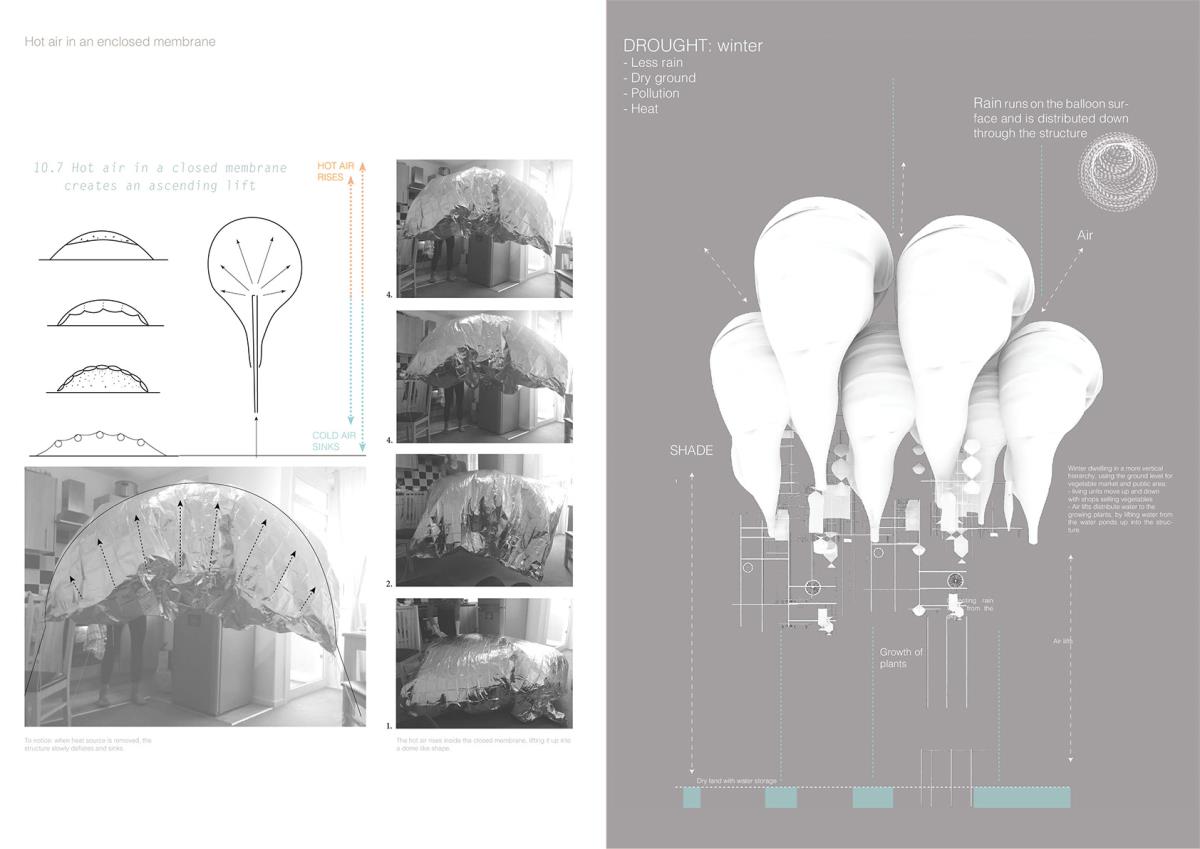 Hot air in an enclosed membrane
10.7 Hot air in a closed membrane
creates an ascending lift
HOT AIR
RISES
COLD AIR
SINKS
4.
4.
2.
1.
To notice: when heat source is removed, the
structure slowly deflates and sinks.
The hot air rises inside the closed membrane, lifting it up into
a dome like shape.
DROUGHT: winter
- Less rain
- Dry ground
- Pollution
- Heat
Rain runs on the balloon sur-
face and is distributed down
through the structure
Air
SHADE
Winter dwelling in a more vertical
hierarchy, using the ground level for
vegetable market and public area.
- living units move up and down
with shops selling vegetables
- Air lifts distribute water to the
growing plants, by lifting water from
the water ponds up into the struc-
ture.
rain
from the
Air lifts
Growth of
plants
Dry land with water storage